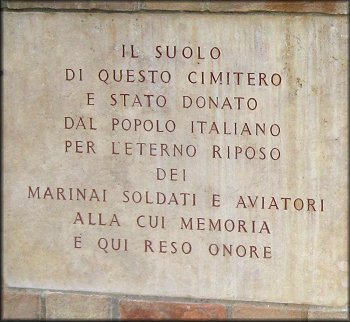 IL SUOLO
DI QUESTO CIMITERO
E STATO DONATO
DAL POPOLO ITALIANO
PER L'ETERNO RIPOSO
DEI
MARINAI SOLDATI E AVIATORI
ALLA CUI MEMORIA
E QUI RESO ONORE